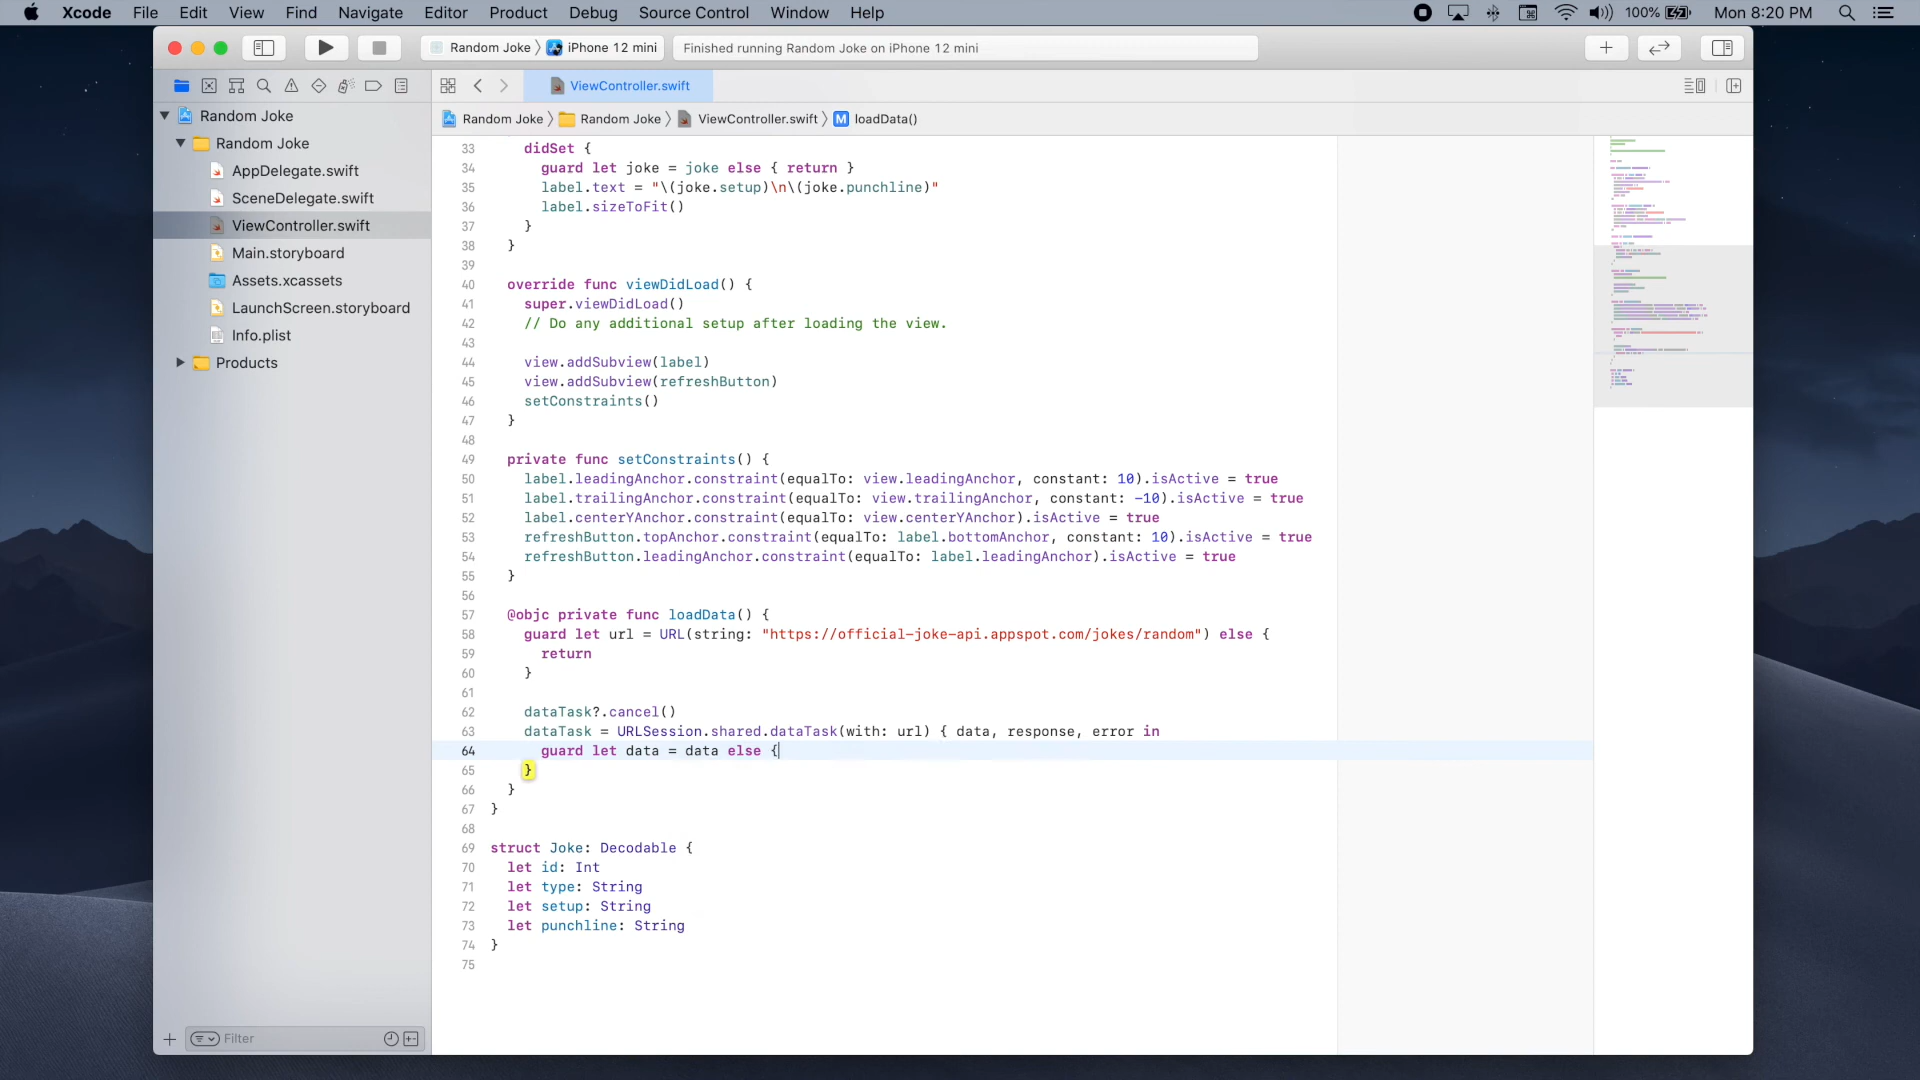 Xcode File Edit View Find Navigate Editor Product Debug Source Control Window Help 100% Mon 8:20 PM
Random Joke iPhone 12 mini Finished running Random Joke on iPhone 12 mini
ViewController.swift
Random Joke Random Joke ViewController.swift M loadData()
Random Joke
Random Joke
AppDelegate.swift
SceneDelegate.swift
ViewController.swift
Main.storyboard
Assets.xcassets
LaunchScreen.storyboard
Info.plist
Products
Filter
33 didSet {
34 guard let joke = joke else { return }
35 label.text = "\(joke.setup)\n\(joke.punchline)"
36 label.sizeToFit()
37 }
38 }
39
40 override func viewDidLoad() {
41 super.viewDidLoad()
42 // Do any additional setup after loading the view.
43
44 view.addSubview(label)
45 view.addSubview(refreshButton)
46 setConstraints()
47 }
48
49 private func setConstraints() {
50 label.leadingAnchor.constraint(equalTo: view.leadingAnchor, constant: 10).isActive = true
51 label.trailingAnchor.constraint(equalTo: view.trailingAnchor, constant: -10).isActive = true
52 label.centerYAnchor.constraint(equalTo: view.centerYAnchor).isActive = true
53 refreshButton.topAnchor.constraint(equalTo: label.bottomAnchor, constant: 10).isActive = true
54 refreshButton.leadingAnchor.constraint(equalTo: label.leadingAnchor).isActive = true
55 }
56
57 @objc private func loadData() {
58 guard let url = URL(string: "https://official-joke-api.appspot.com/jokes/random") else {
59 return
60 }
61
62 dataTask?.cancel()
63 dataTask = URLSession.shared.dataTask(with: url) { data, response, error in
64 guard let data = data else {
65 }
66 }
67 }
68
69 struct Joke: Decodable {
70 let id: Int
71 let type: String
72 let setup: String
73 let punchline: String
74 }
75